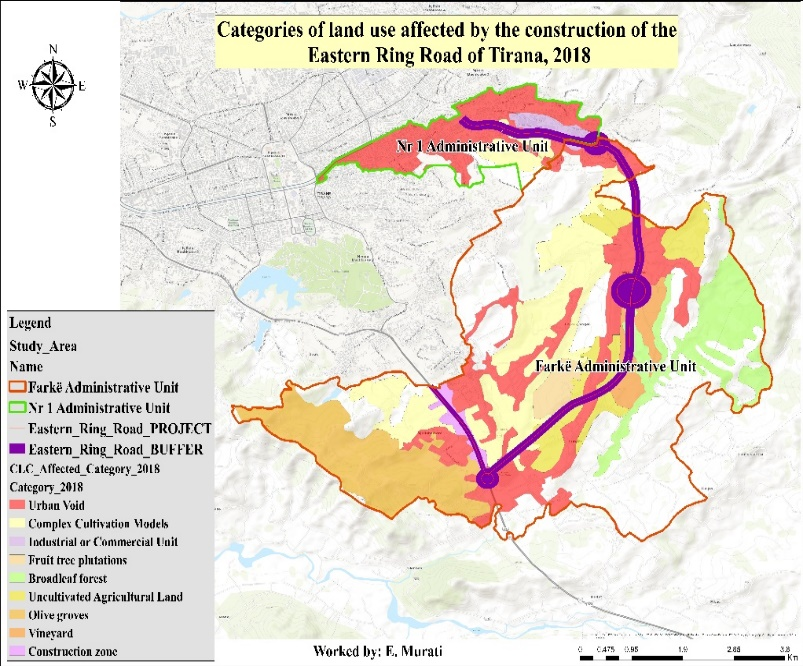 Categories of land use affected by the construction of the
Eastern Ring Road of Tirana, 2018
N
W E
S
Nr 1 Administrative Unit
Farkë Administrative Unit
Legend
Study_Area
Name
Farkë Administrative Unit
Nr 1 Administrative Unit
Eastern_Ring_Road_PROJECT
Eastern_Ring_Road_BUFFER
CLC_Affected_Category_2018
Category_2018
Urban Void
Complex Cultivation Models
Industrial or Commercial Unit
Fruit tree plutations
Broadleaf forest
Uncultivated Agricultural Land
Olive groves
Vineyard
Construction zone
Worked by: E. Murati
0 0.475 0.95 1.9 2.85 3.8
Km